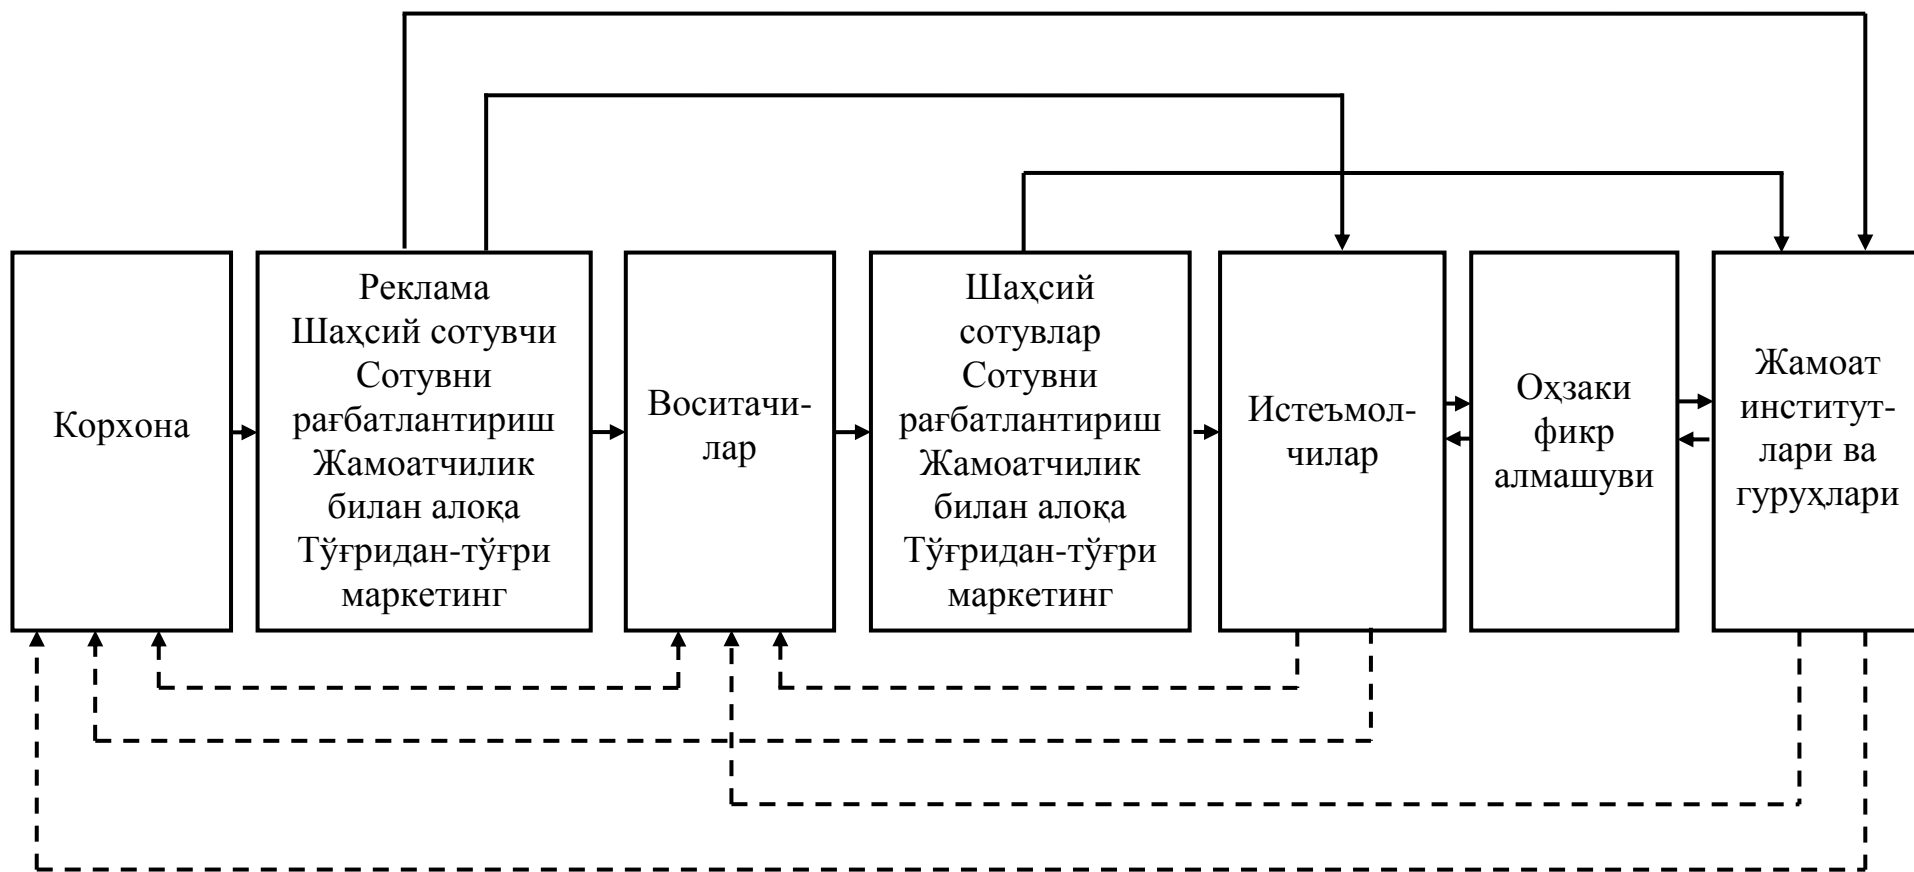 Корхона
Реклама
Шаҳсий сотувчи
Сотувни
рағбатлантириш
Жамоатчилик
билан алоқа
Тўғридан-тўғри
маркетинг
Воситачи-
лар
Шаҳсий
сотувлар
Сотувни
рағбатлантириш
Жамоатчилик
билан алоқа
Тўғридан-тўғри
маркетинг
Истеъмол-
чилар
Оҳзаки
фикр
алмашуви
Жамоат
институт-
лари ва
гуруҳлари